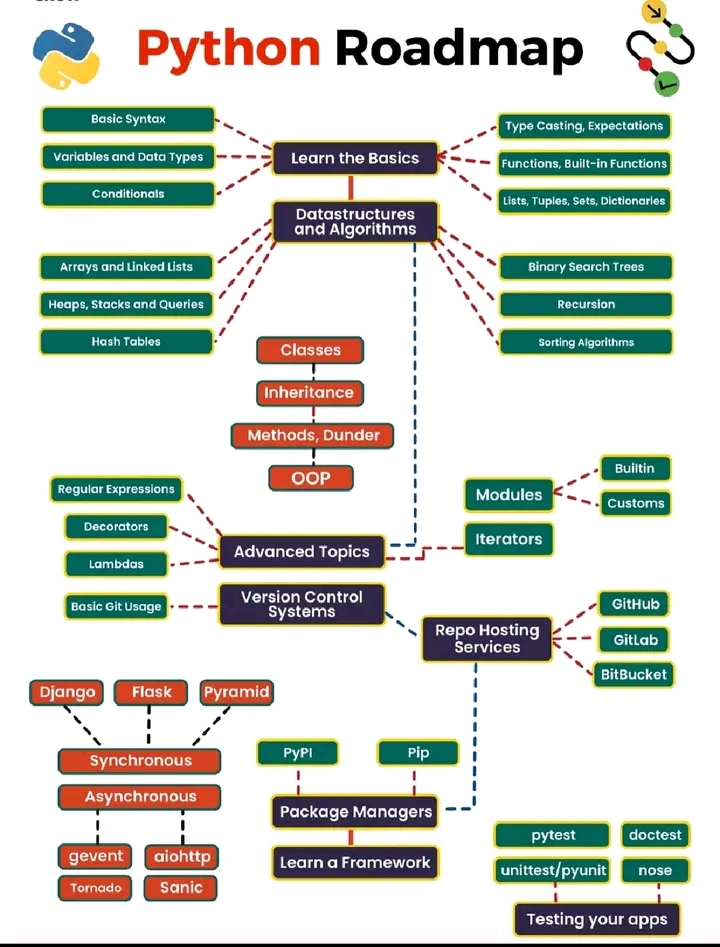 Python Roadmap
Basic Syntax
Variables and Data Types
Conditionals
Learn the Basics
Type Casting, Expectations
Functions, Built-in Functions
Lists, Tuples, Sets, Dictionaries
Datastructures
and Algorithms
Arrays and Linked Lists
Heaps, Stacks and Queries
Hash Tables
Binary Search Trees
Recursion
Sorting Algorithms
Classes
Inheritance
Methods, Dunder
OOP
Regular Expressions
Decorators
Lambdas
Advanced Topics
Modules
Iterators
Builtin
Customs
Basic Git Usage
Version Control
Systems
Repo Hosting
Services
GitHub
GitLab
BitBucket
Django
Flask
Pyramid
Synchronous
Asynchronous
gevent
aiohttp
Tornado
Sanic
PyPI
Pip
Package Managers
Learn a Framework
pytest
doctest
unittest/pyunit
nose
Testing your apps